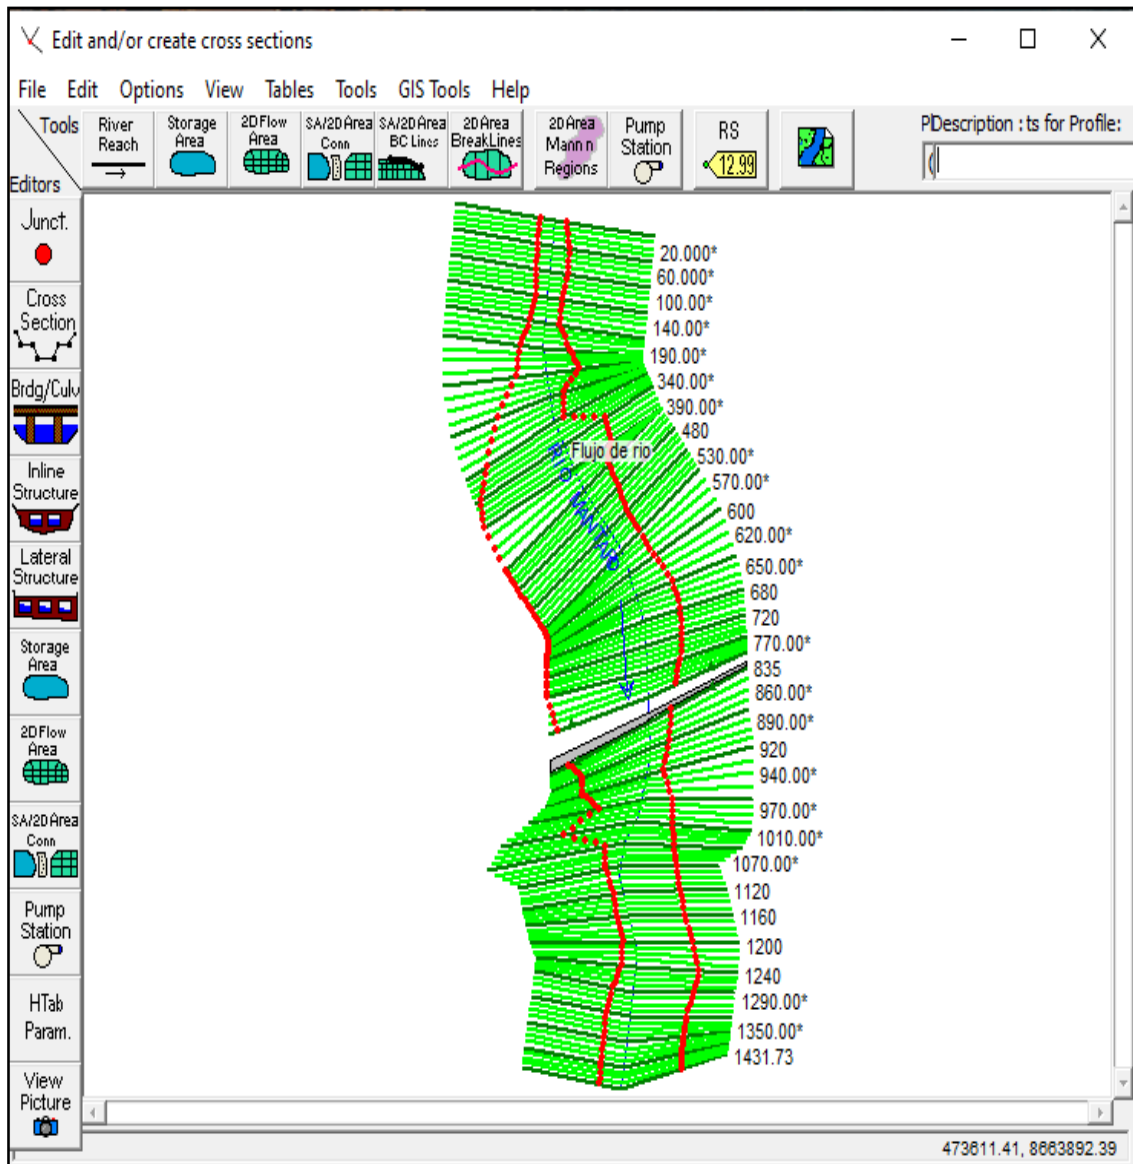 Edit and/or create cross sections
File Edit Options View Tables Tools GIS Tools Help
Tools
Editors
River
Reach
Storage
Area
2D Flow
Area
SA/2D Area
Conn
SA/2D Area
BC Lines
2D Area
BreakLines
2D Area
Mann n
Regions
Pump
Station
RS
12.99
Description : ts for Profile:
Junct.
Cross
Section
Brdg/Culv
Inline
Structure
Lateral
Structure
Storage
Area
2D Flow
Area
SA/2D Area
Conn
Pump
Station
HTab
Param.
View
Picture
20.000*
60.000*
100.00*
140.00*
190.00*
340.00*
390.00*
480
Flujo de rio
RIO MANTARO
530.00*
570.00*
600
620.00*
650.00*
680
720
770.00*
835
860.00*
890.00*
920
940.00*
970.00*
1010.00*
1070.00*
1120
1160
1200
1240
1290.00*
1350.00*
1431.73
473611.41, 8663892.39